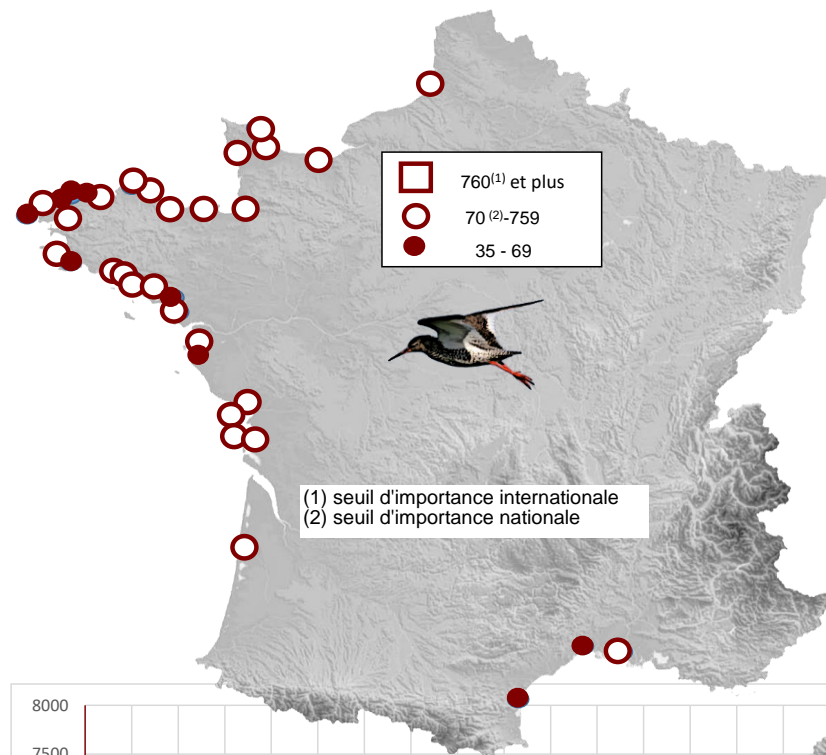 760(1) et plus
70 (2)-759
35 - 69
(1) seuil d'importance internationale
(2) seuil d'importance nationale
8000
7500